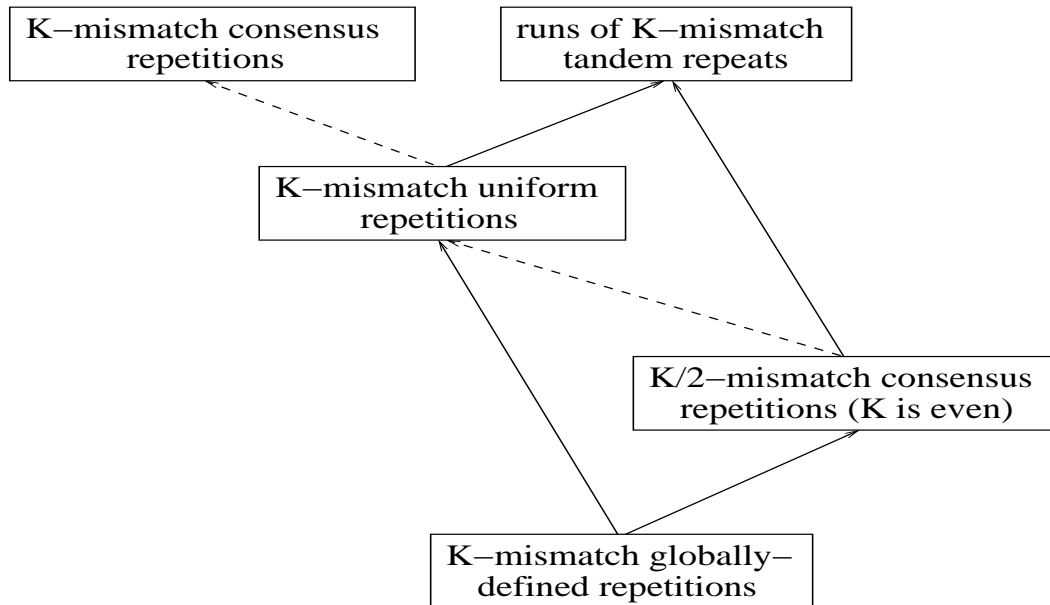 K−mismatch consensus
repetitions
runs of K−mismatch
tandem repeats
K−mismatch uniform
repetitions
K/2−mismatch consensus
repetitions (K is even)
K−mismatch globally−
defined repetitions